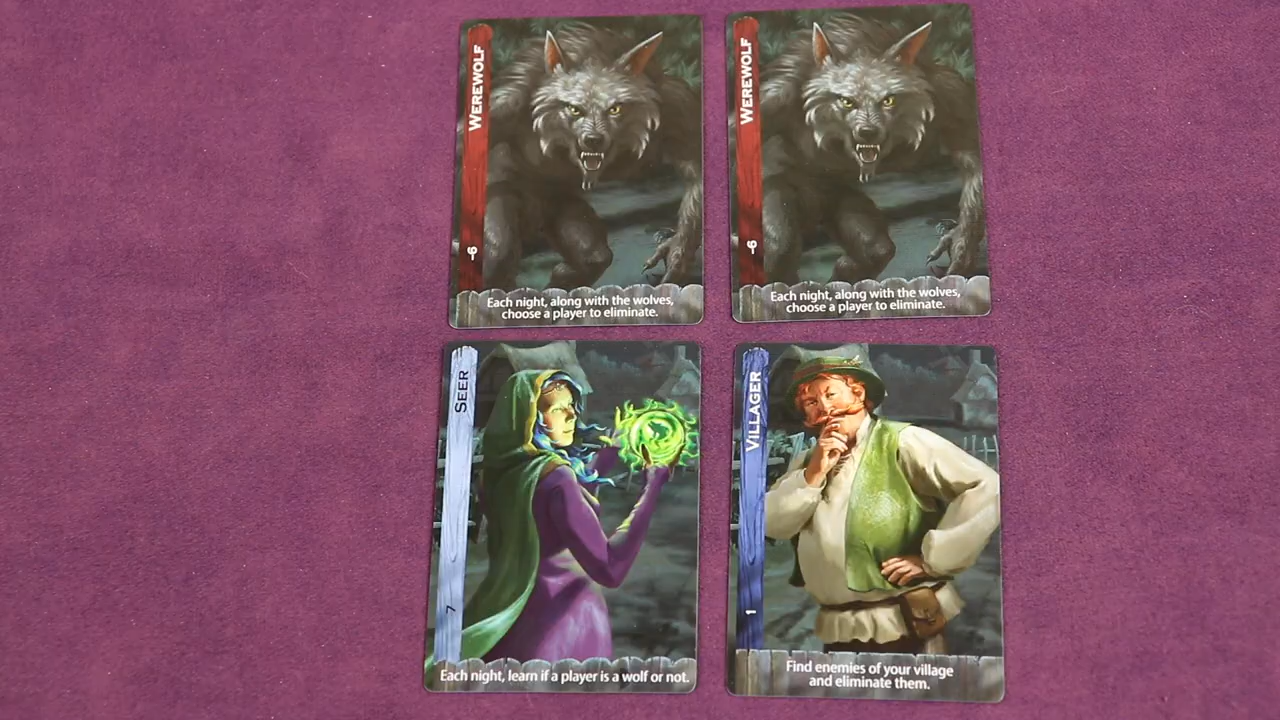 WEREWOLF
-6
Each night, along with the wolves,
choose a player to eliminate.
WEREWOLF
-6
Each night, along with the wolves,
choose a player to eliminate.
SEER
7
Each night, learn if a player is a wolf or not.
VILLAGER
1
Find enemies of your village
and eliminate them.